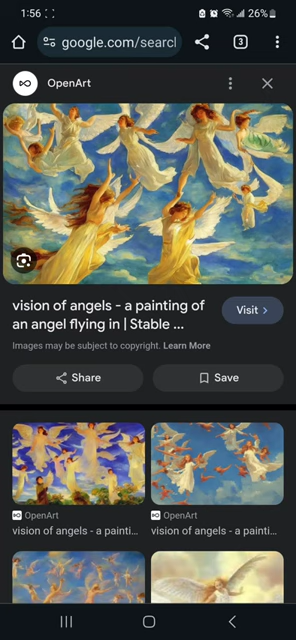 1:56
26%
google.com/search
3
OpenArt
vision of angels - a painting of
an angel flying in | Stable ...
Visit >
Images may be subject to copyright. Learn More
Share
Save
OpenArt
OpenArt
vision of angels - a painti...
vision of angels - a painti...